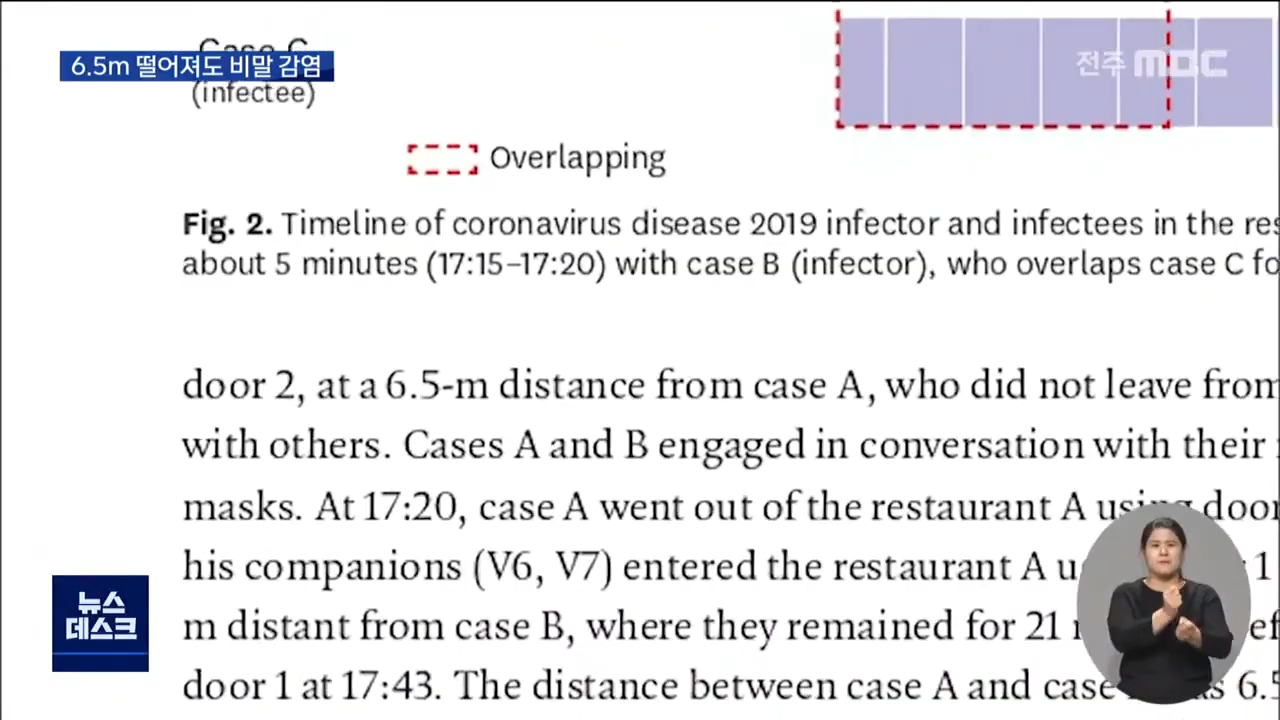 Case C
6.5m 떨어져도 비말 감염
전주 MBC
(infectee)
Overlapping
Fig. 2. Timeline of coronavirus disease 2019 infector and infectees in the res
about 5 minutes (17:15–17:20) with case B (infector), who overlaps case C fo
door 2, at a 6.5-m distance from case A, who did not leave from
with others. Cases A and B engaged in conversation with their
masks. At 17:20, case A went out of the restaurant A using door
his companions (V6, V7) entered the restaurant A u 1
m distant from case B, where they remained for 21 ef
door 1 at 17:43. The distance between case A and case 6.5
뉴스
데스크